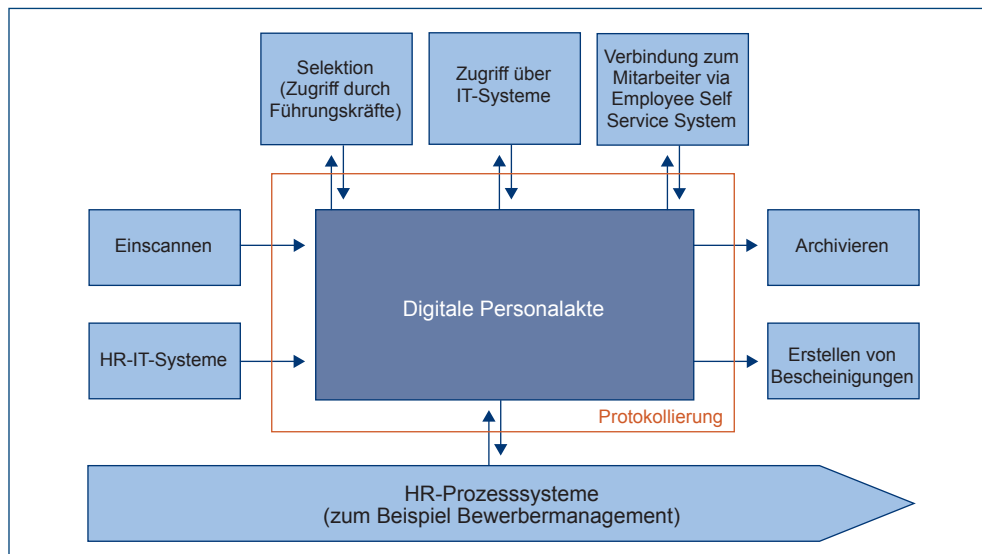 Selektion
(Zugriff durch
Führungskräfte)
Zugriff über
IT-Systeme
Verbindung zum
Mitarbeiter via
Employee Self
Service System
Einscannen
Archivieren
Digitale Personalakte
HR-IT-Systeme
Erstellen von
Bescheinigungen
Protokollierung
HR-Prozesssysteme
(zum Beispiel Bewerbermanagement)